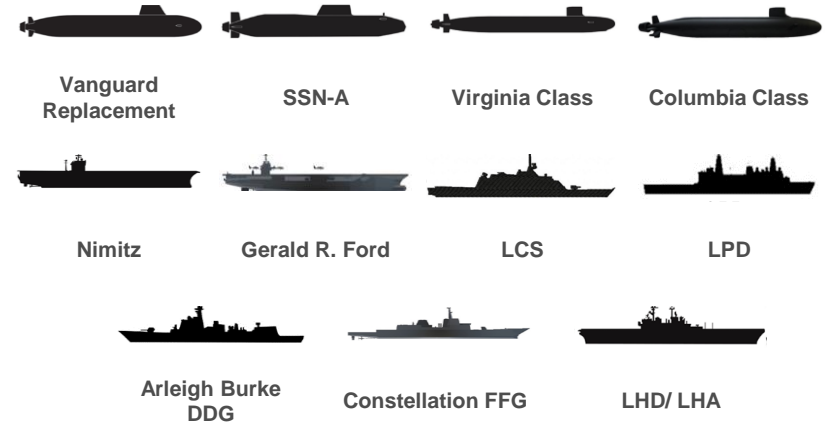 Vanguard
Replacement
SSN-A
Virginia Class
Columbia Class
Nimitz
Gerald R. Ford
LCS
LPD
Arleigh Burke
DDG
Constellation FFG
LHD/ LHA